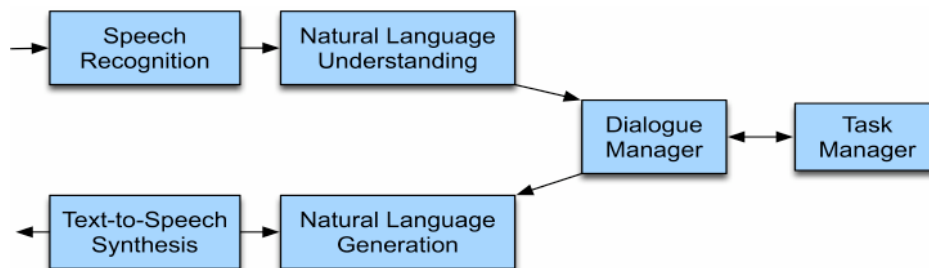 Speech
Recognition
Natural Language
Understanding
Dialogue
Manager
Task
Manager
Text-to-Speech
Synthesis
Natural Language
Generation